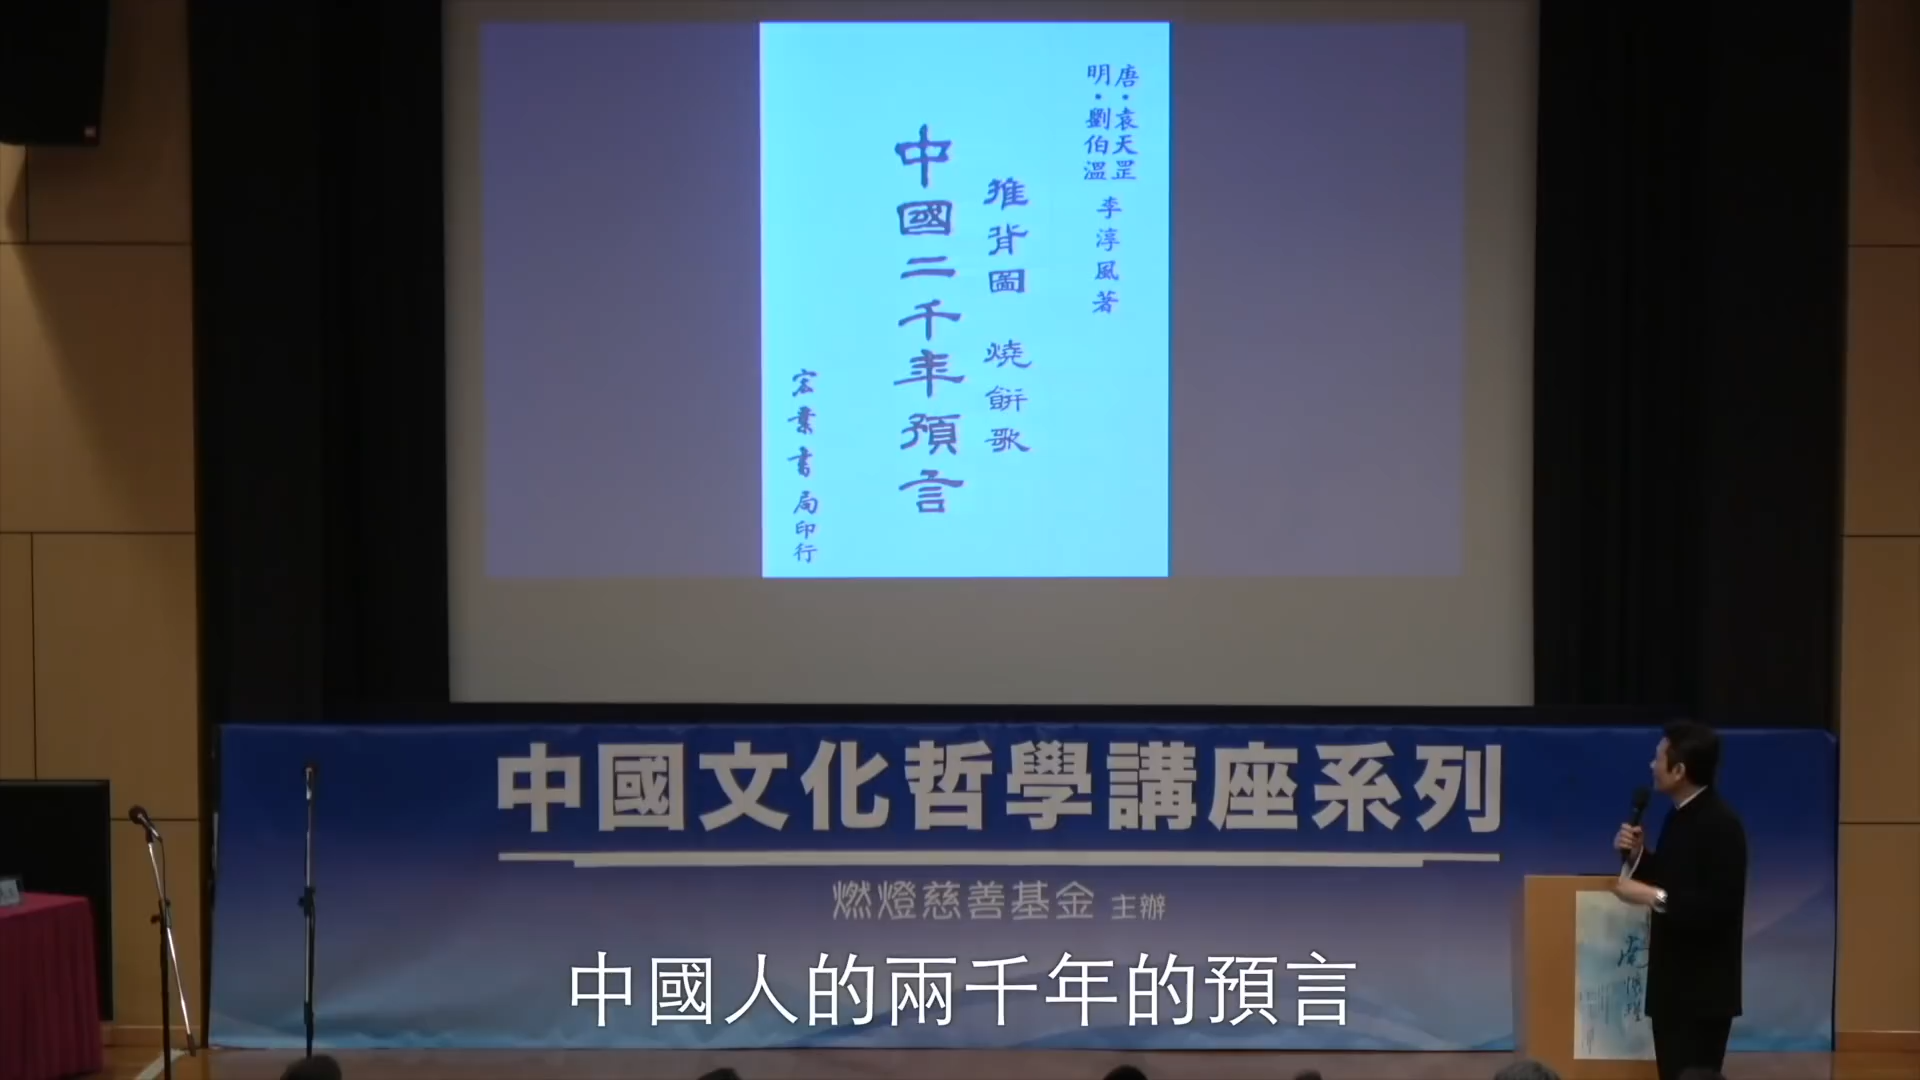 唐·袁天罡
明·劉伯溫
李淳風著
推背圖 燒餅歌
中國二千年預言
宏業書局印行
中國文化哲學講座系列
燃燈慈善基金 主辦
中國人的兩千年的預言